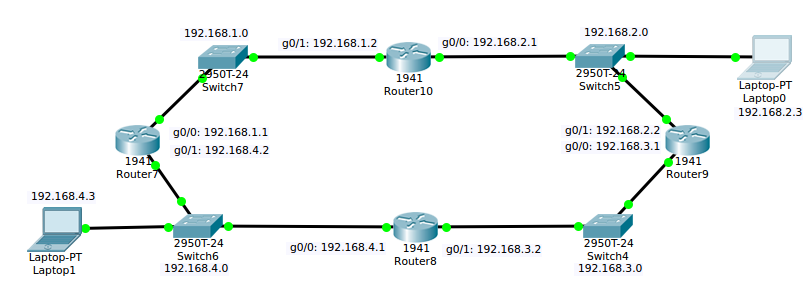 192.168.1.0
2950T-24
Switch7
g0/1: 192.168.1.2
1941
Router10
g0/0: 192.168.2.1
192.168.2.0
2950T-24
Switch5
Laptop-PT
Laptop0
192.168.2.3
g0/0: 192.168.1.1
g0/1: 192.168.4.2
1941
Router7
g0/1: 192.168.2.2
g0/0: 192.168.3.1
1941
Router9
192.168.4.3
Laptop-PT
Laptop1
2950T-24
Switch6
192.168.4.0
g0/0: 192.168.4.1
1941
Router8
g0/1: 192.168.3.2
2950T-24
Switch4
192.168.3.0